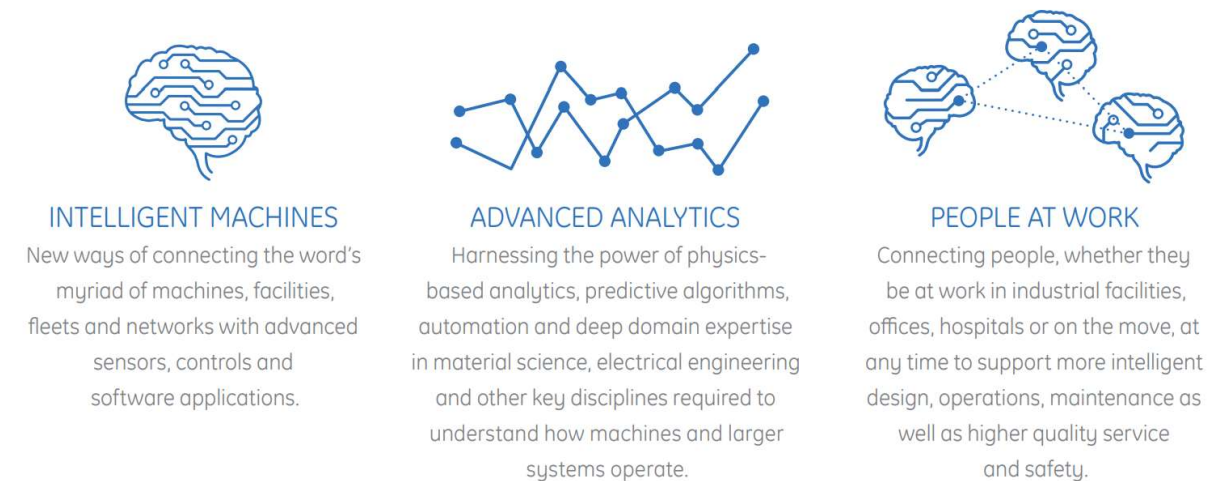 INTELLIGENT MACHINES
New ways of connecting the word's
myriad of machines, facilities,
fleets and networks with advanced
sensors, controls and
software applications.
ADVANCED ANALYTICS
Harnessing the power of physics-
based analytics, predictive algorithms,
automation and deep domain expertise
in material science, electrical engineering
and other key disciplines required to
understand how machines and larger
systems operate.
PEOPLE AT WORK
Connecting people, whether they
be at work in industrial facilities,
offices, hospitals or on the move, at
any time to support more intelligent
design, operations, maintenance as
well as higher quality service
and safety.